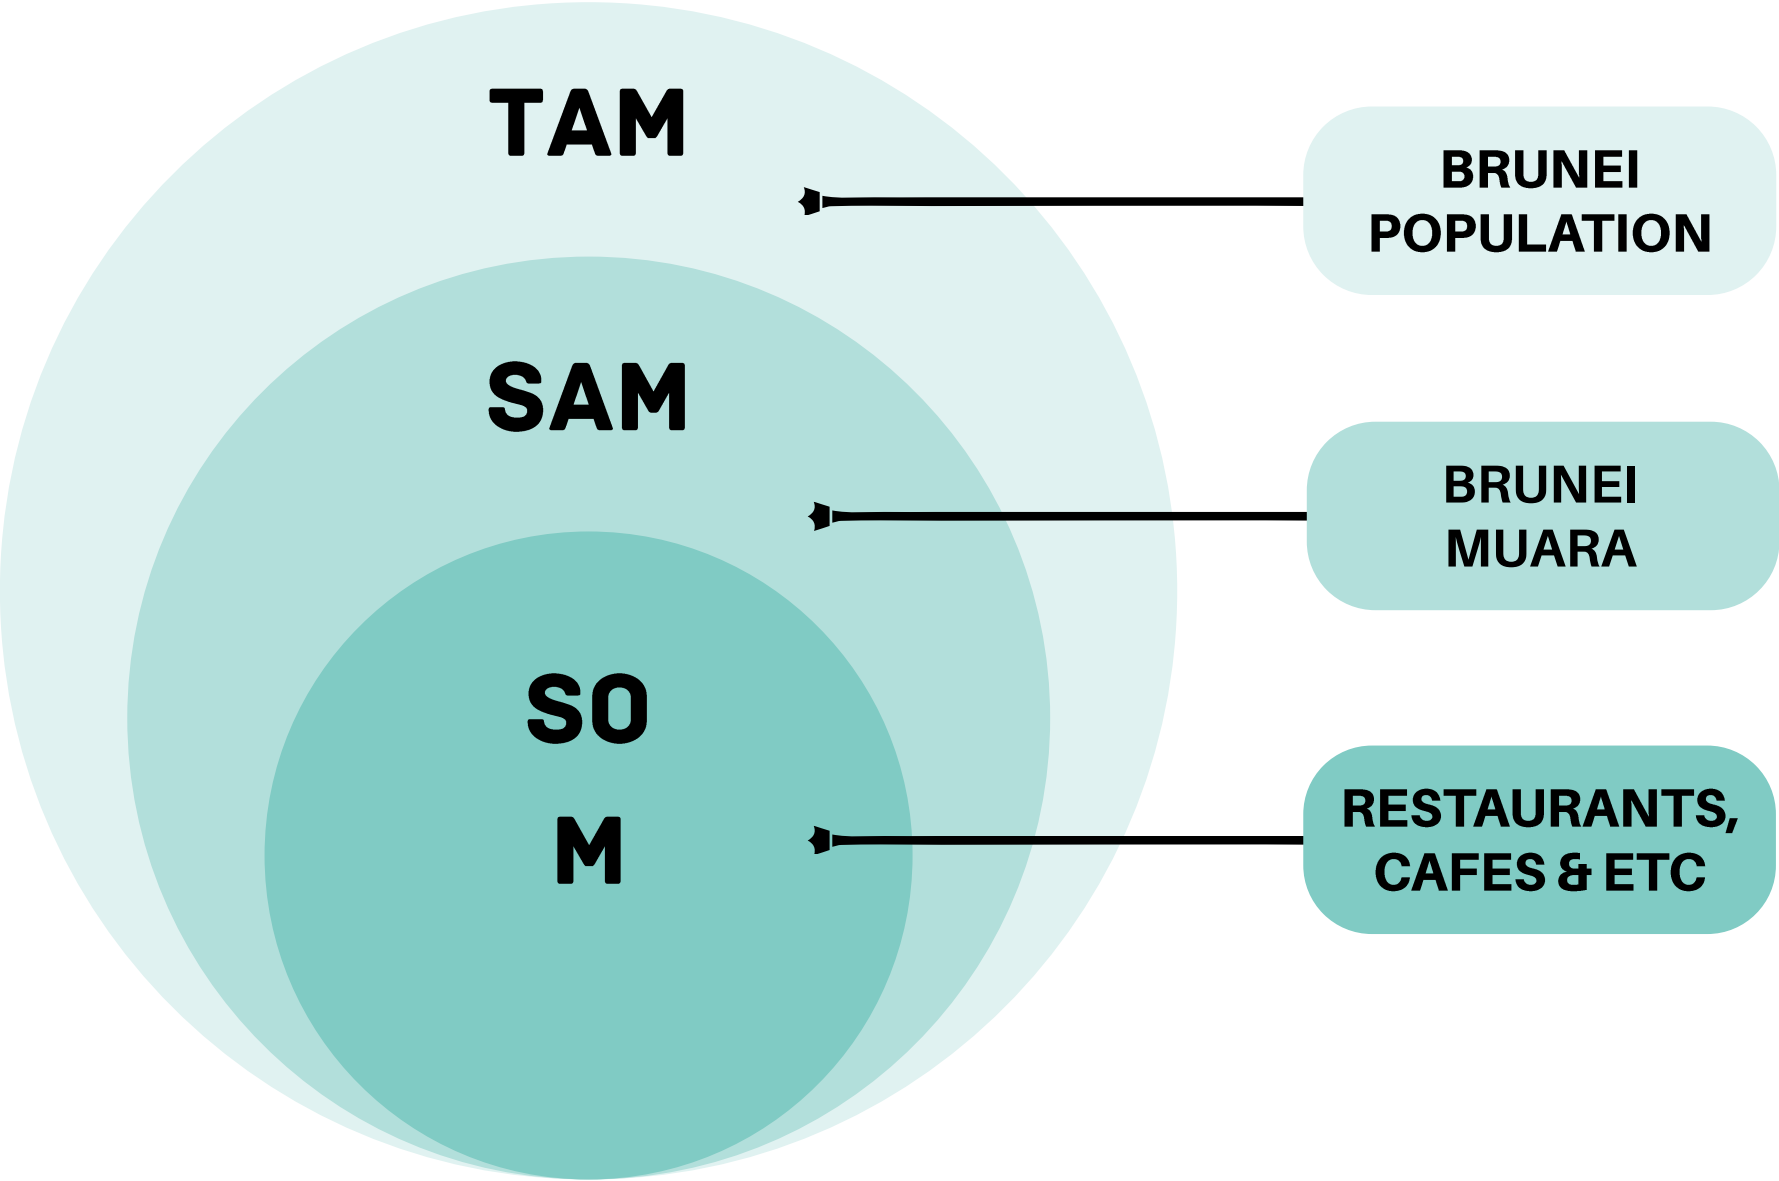 TAM
BRUNEI
POPULATION
SAM
BRUNEI
MUARA
SO
M
RESTAURANTS,
CAFES & ETC